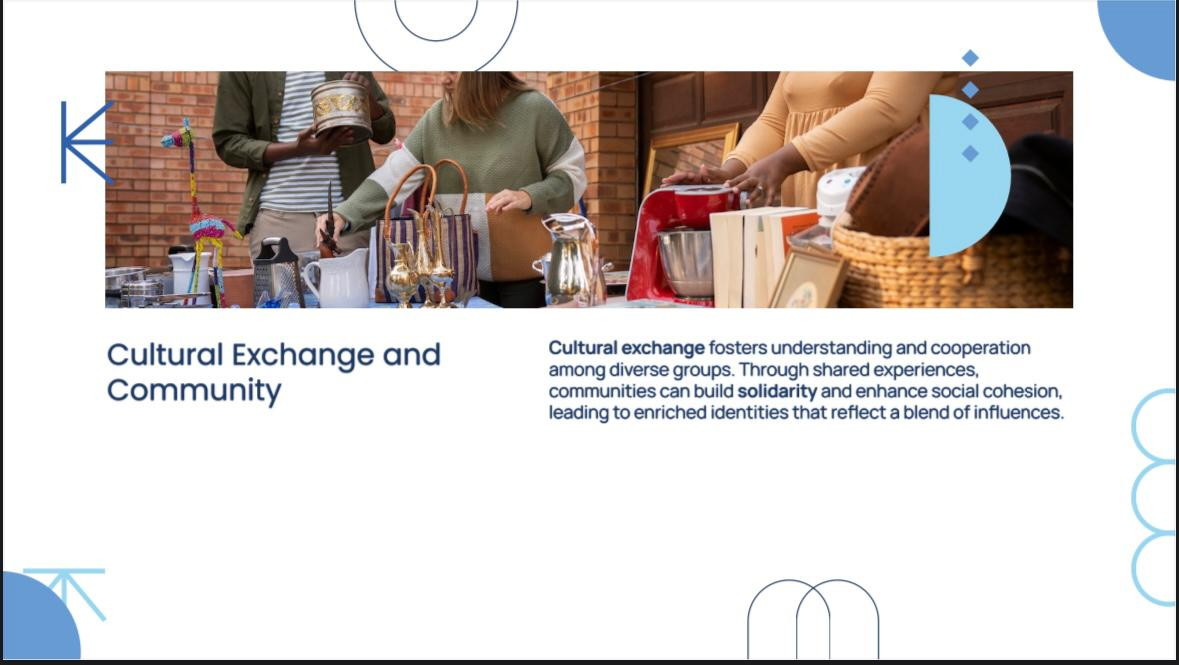 Cultural Exchange and
Community
Cultural exchange fosters understanding and cooperation
among diverse groups. Through shared experiences,
communities can build solidarity and enhance social cohesion,
leading to enriched identities that reflect a blend of influences.